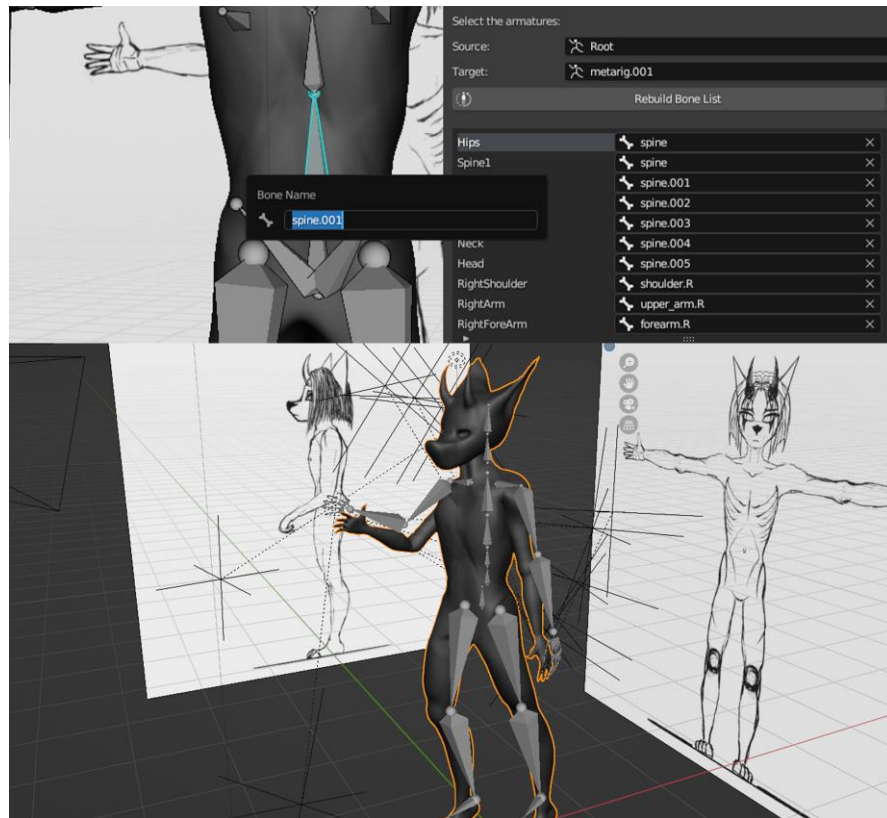 Select the armatures:
Source: Root
Target: metarig.001
Rebuild Bone List
Hips spine
Spine1 spine
spine.001
Bone Name
spine.002
spine.001
spine.003
Neck spine.004
Head spine.005
RightShoulder shoulder.R
RightArm upper_arm.R
RightForeArm forearm.R